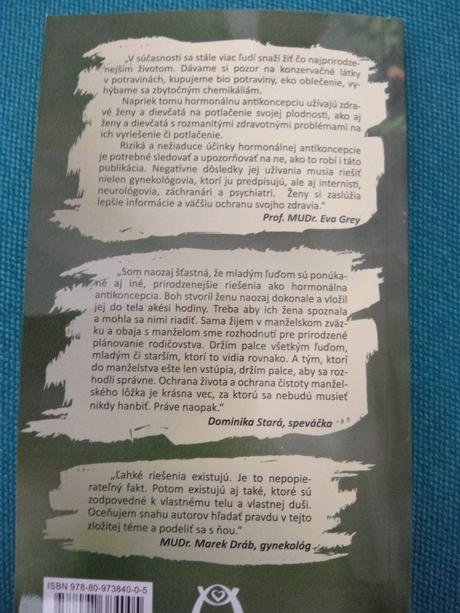 „V súčasnosti sa stále viac ľudí snaží žiť čo najprirodze-
nejším životom. Dávame si pozor na konzervačné látky
v potravinách, kupujeme bio potraviny, eko oblečenie, vy-
hýbame sa zbytočným chemikáliám.
Napriek tomu hormonálnu antikoncepciu užívajú zdra-
vé ženy a dievčatá na potlačenie svojej plodnosti, ako aj
ženy a dievčatá s rozmanitými zdravotnými problémami na
ich vyriešenie či potlačenie.
Riziká a nežiaduce účinky hormonálnej antikoncepcie
je potrebné sledovať a upozorňovať na ne, ako to robí i táto
publikácia. Negatívne dôsledky jej užívania musia riešiť
nielen gynekológovia, ktorí ju predpisujú, ale aj internisti,
neurológovia, záchranári a psychiatri. Ženy si zaslúžia
lepšie informácie a väčšiu ochranu svojho zdravia.“
Prof. MUDr. Eva Grey
„Som naozaj šťastná, že mladým ľuďom sú ponúka-
né aj iné, prirodzenejšie riešenia ako hormonálna
antikoncepcia. Boh stvoril ženu naozaj dokonale a vložil
jej do tela akési hodiny. Treba aby ich žena spoznala
a mohla sa nimi riadiť. Sama žijem v manželskom zväz-
ku a obaja s manželom sme rozhodnutí pre prirodzené
plánovanie rodičovstva. Držím palce všetkým ľuďom,
mladým či starším, ktorí to vidia rovnako. A tým, ktorí
do manželstva ešte len vstúpia, držím palce, aby sa roz-
hodli správne. Ochrana života a ochrana čistoty manžel-
ského lôžka je krásna vec, za ktorú sa nebudú musieť
nikdy hanbiť. Práve naopak.“
Dominika Stará, speváčka
„Ľahké riešenia existujú. Je to nepopie-
rateľný fakt. Potom existujú aj také, ktoré sú
zodpovedné k vlastnému telu a vlastnej duši.
Oceňujem snahu autorov hľadať pravdu v tejto
zložitej téme a podeliť sa s ňou.“
MUDr. Marek Dráb, gynekológ
ISBN 978-80-973840-0-5